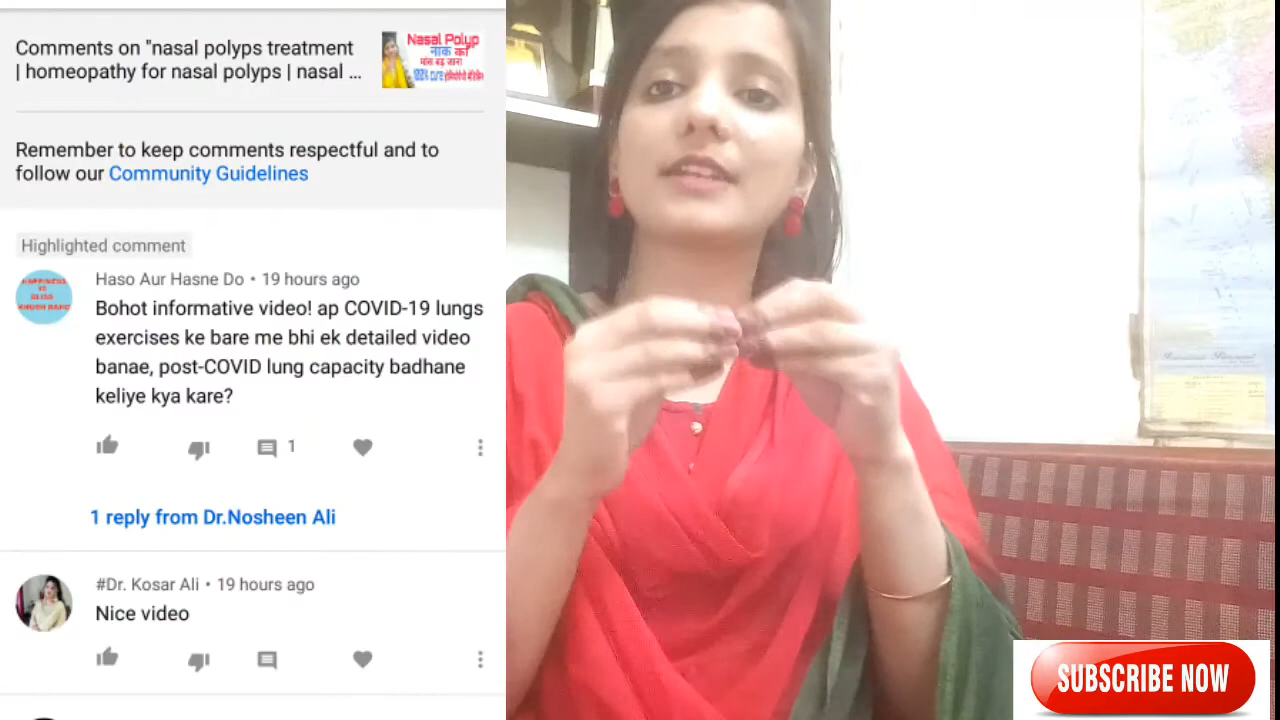 Comments on "nasal polyps treatment
| homeopathy for nasal polyps | nasal ...
Nasal Polyp
नाक का
मांस बढ़ जाना
100% cure
Remember to keep comments respectful and to
follow our Community Guidelines
Highlighted comment
Haso Aur Hasne Do • 19 hours ago
Bohot informative video! ap COVID-19 lungs
exercises ke bare me bhi ek detailed video
banae, post-COVID lung capacity badhane
keliye kya kare?
1
1 reply from Dr.Nosheen Ali
#Dr. Kosar Ali • 19 hours ago
Nice video
SUBSCRIBE NOW